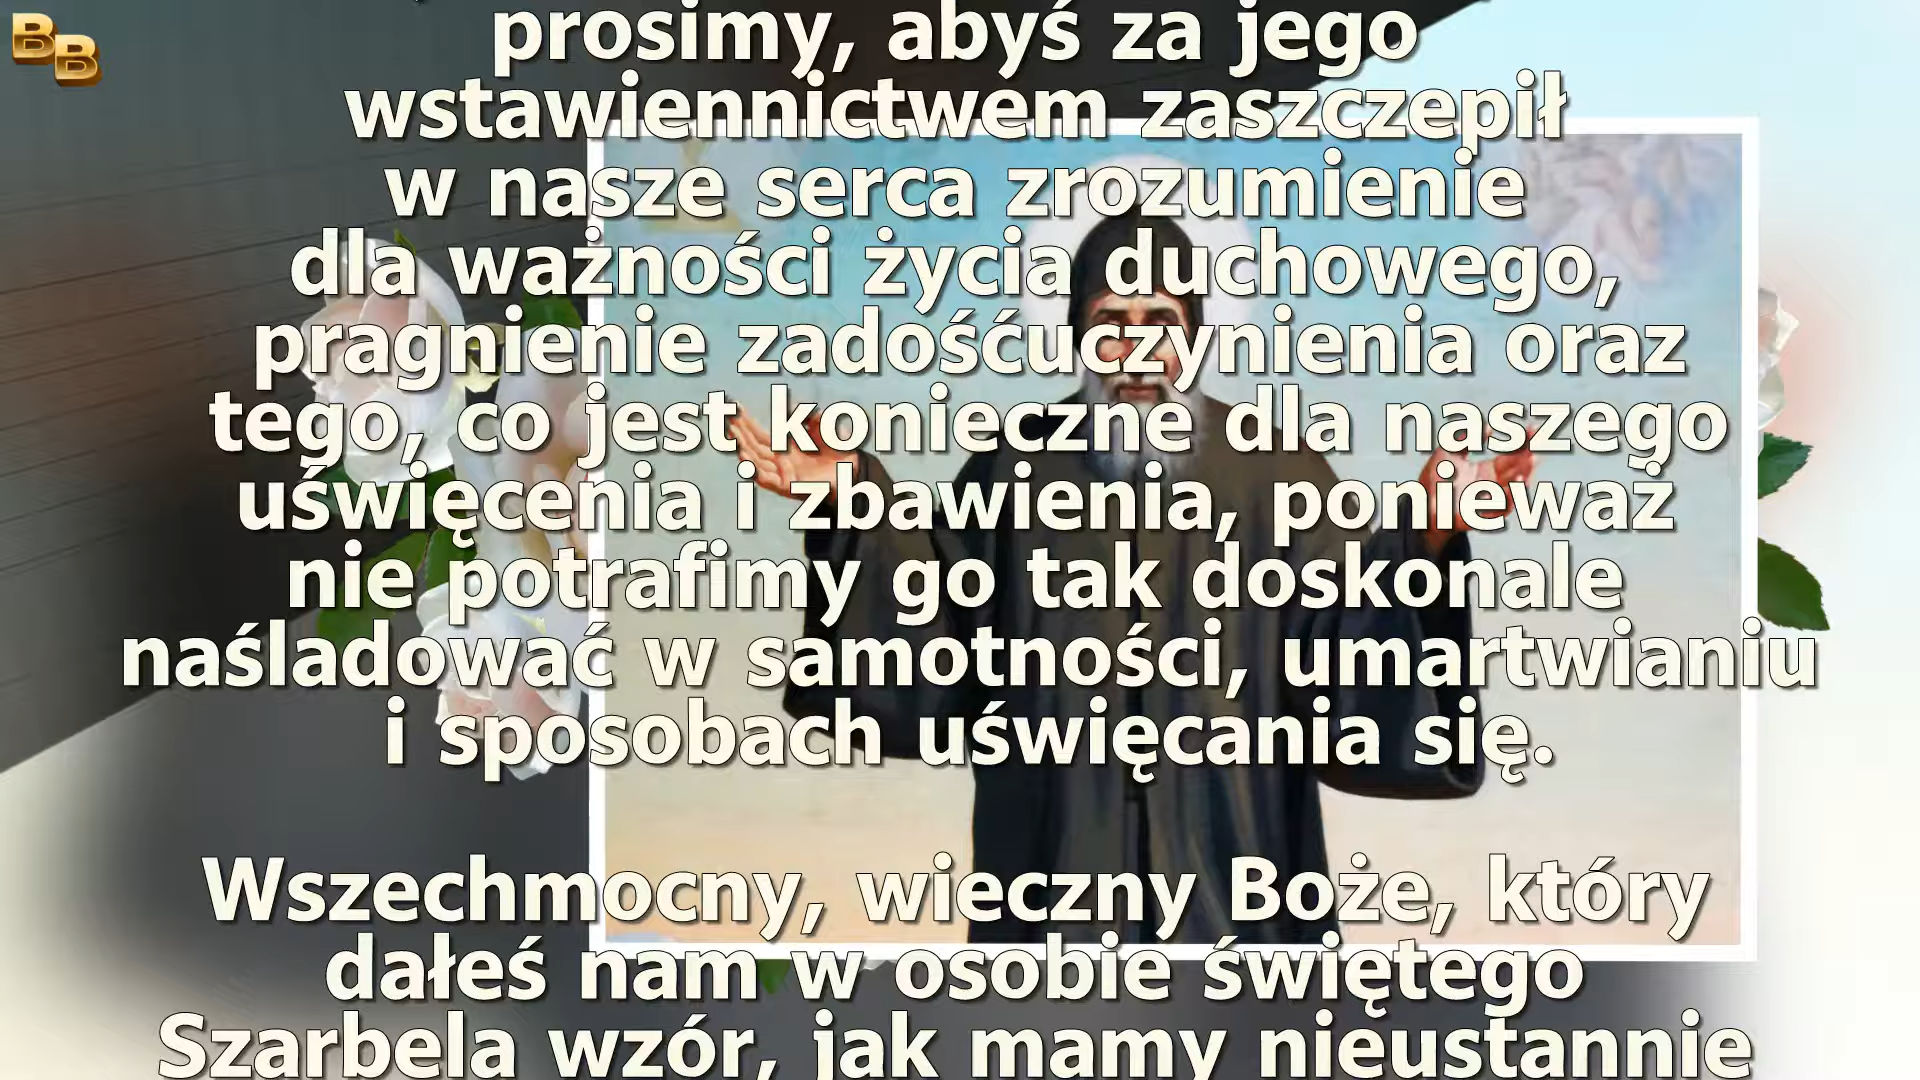 BB
prosimy, abyś za jego
wstawiennictwem zaszczepił
w nasze serca zrozumienie
dla ważności życia duchowego,
pragnienie zadośćuczynienia oraz
tego, co jest konieczne dla naszego
uświęcenia i zbawienia, ponieważ
nie potrafimy go tak doskonale
naśladować w samotności, umartwianiu
i sposobach uświęcania się.
Wszechmocny, wieczny Boże, który
dałeś nam w osobie świętego
Szarbela wzór, jak mamy nieustannie